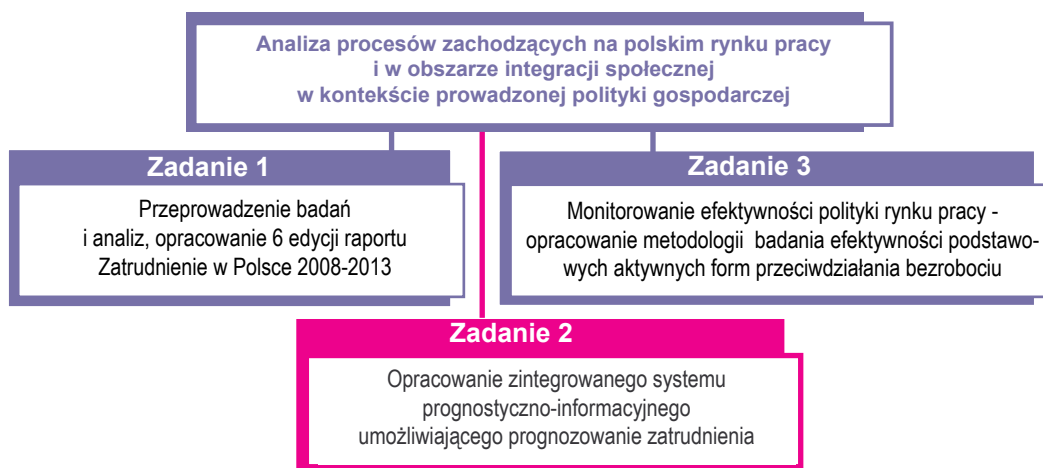 Analiza procesów zachodzących na polskim rynku pracy
i w obszarze integracji społecznej
w kontekście prowadzonej polityki gospodarczej
Zadanie 1
Przeprowadzenie badań
i analiz, opracowanie 6 edycji raportu
Zatrudnienie w Polsce 2008-2013
Zadanie 3
Monitorowanie efektywności polityki rynku pracy -
opracowanie metodologii badania efektywności podstawo-
wych aktywnych form przeciwdziałania bezrobociu
Zadanie 2
Opracowanie zintegrowanego systemu
prognostyczno-informacyjnego
umożliwiającego prognozowanie zatrudnienia